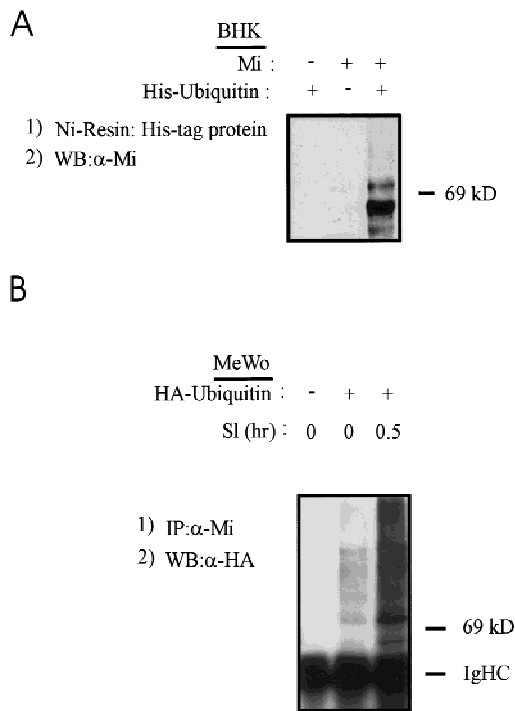 A
BHK
Mi : - + +
His-Ubiquitin : + - +
1) Ni-Resin: His-tag protein
2) WB:α-Mi
69 kD
B
MeWo
HA-Ubiquitin : - + +
Sl (hr) : 0 0 0.5
1) IP:α-Mi
2) WB:α-HA
69 kD
IgHC